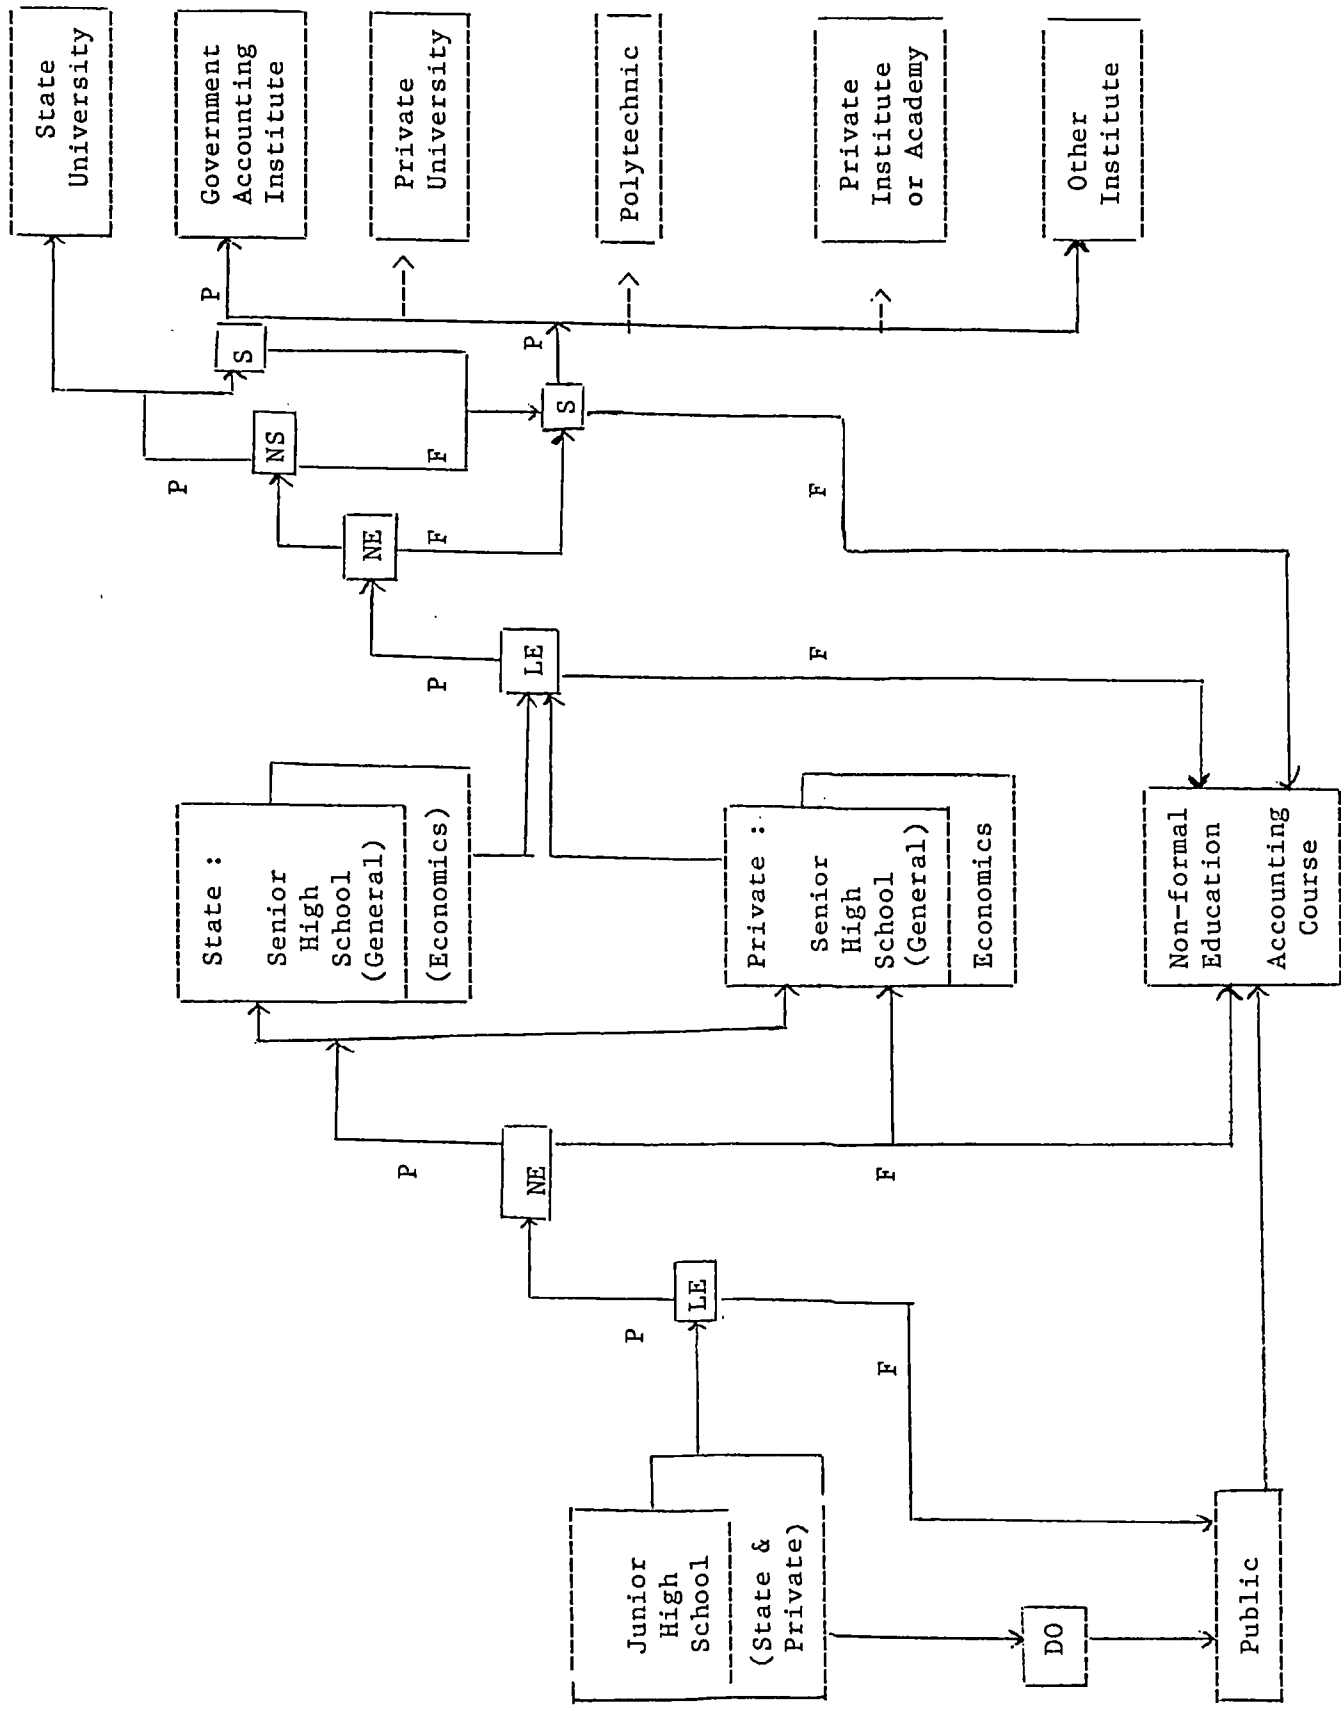 State
University
Government
Accounting
Institute
Private
University
Polytechnic
Private
Institute
or Academy
Other
Institute
P
S
P
S
NS
P
F
F
NE
F
LE
P
F
State :
Senior
High
School
(General)
(Economics)
Private :
Senior
High
School
(General)
Economics
Non-formal
Education
Accounting
Course
NE
P
F
LE
P
F
Junior
High
School
(State &
Private)
DO
Public